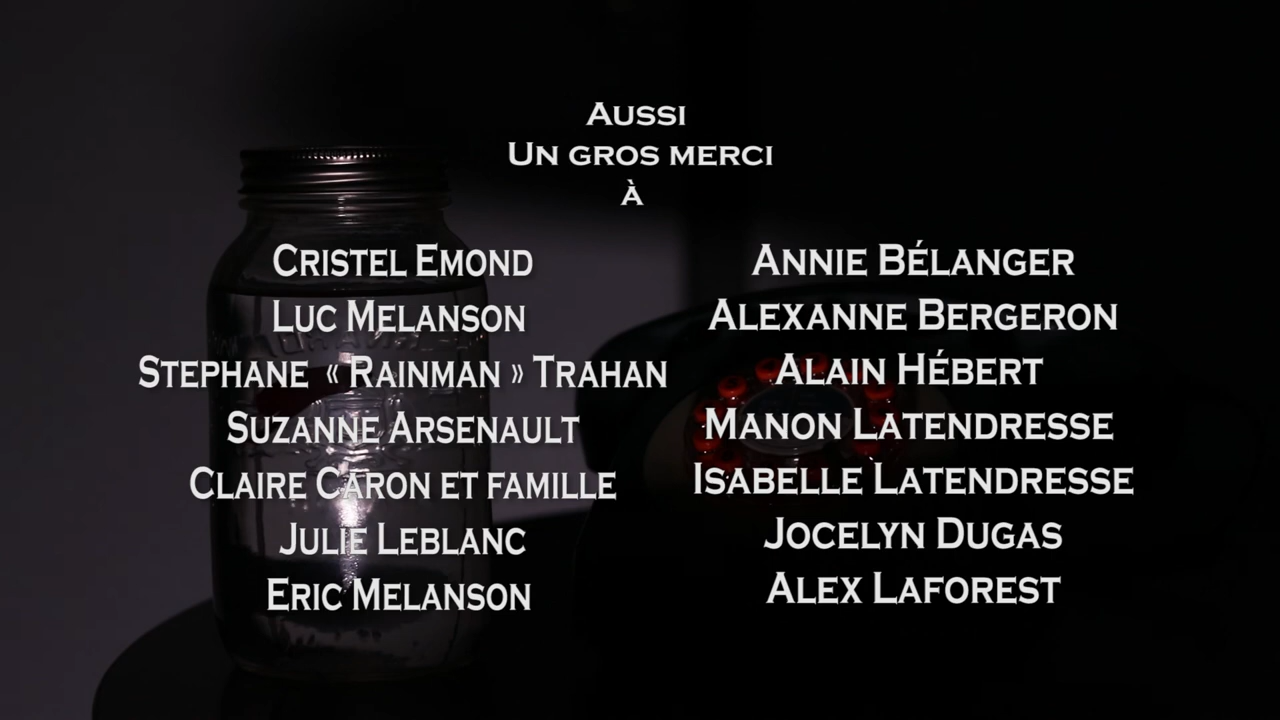 Aussi
Un gros merci
À
Cristel Emond
Luc Melanson
Stephane « Rainman » Trahan
Suzanne Arsenault
Claire Caron et famille
Julie Leblanc
Eric Melanson
Annie Bélanger
Alexanne Bergeron
Alain Hébert
Manon Latendresse
Isabelle Latendresse
Jocelyn Dugas
Alex Laforest